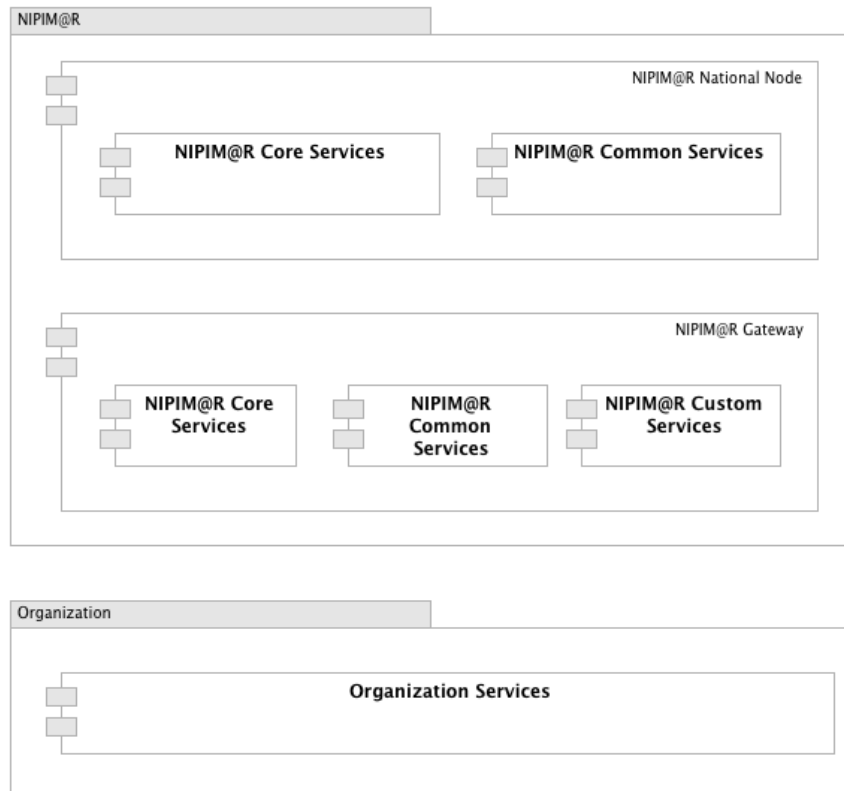 NIPIM@R
NIPIM@R National Node
NIPIM@R Core Services
NIPIM@R Common Services
NIPIM@R Gateway
NIPIM@R Core
Services
NIPIM@R
Common
Services
NIPIM@R Custom
Services
Organization
Organization Services